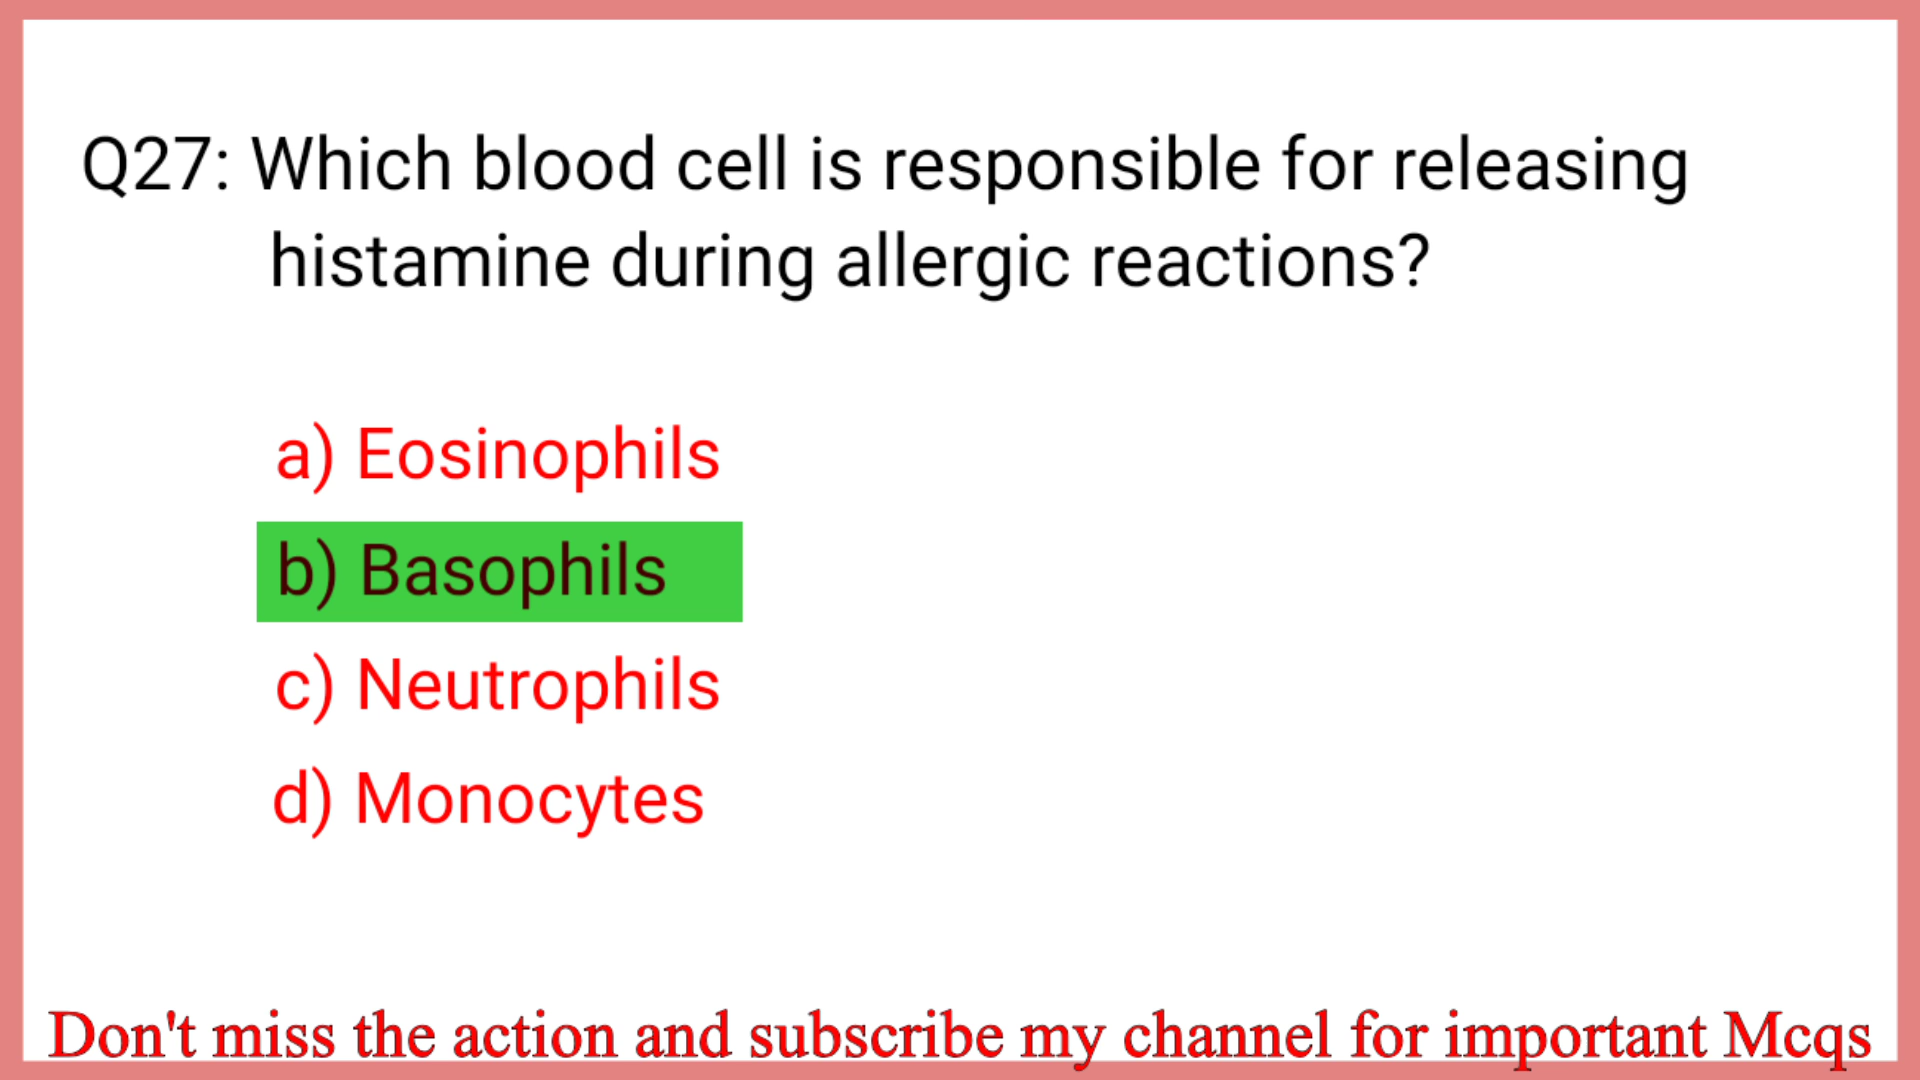 Q27: Which blood cell is responsible for releasing
histamine during allergic reactions?
a) Eosinophils
b) Basophils
c) Neutrophils
d) Monocytes
Don't miss the action and subscribe my channel for important Mcqs